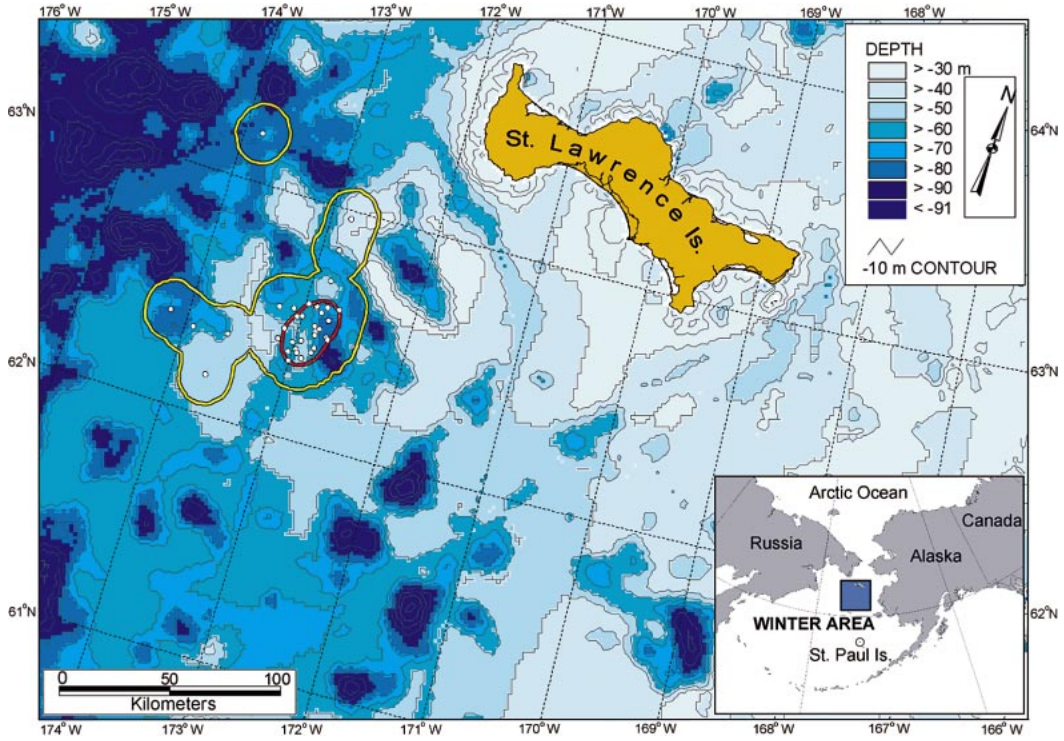 176°W
175°W
174°W
173°W
172°W
171°W
170°W
169°W
168°W
63°N
62°N
61°N
64°N
63°N
62°N
St. Lawrence Is.
DEPTH
> -30 m
> -40
> -50
> -60
> -70
> -80
> -90
< -91
N
-10 m CONTOUR
Arctic Ocean
Canada
Russia
Alaska
WINTER AREA
St. Paul Is.
0 50 100
Kilometers
174°W
173°W
172°W
171°W
170°W
169°W
168°W
167°W
166°W